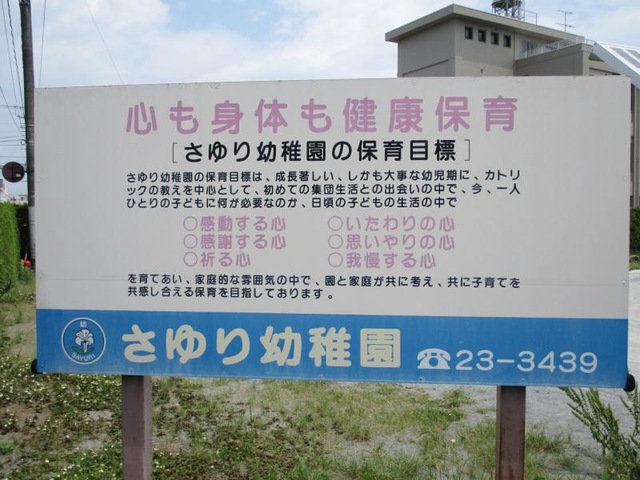 心も身体も健康保育
[さゆり幼稚園の保育目標]
さゆり幼稚園の保育目標は、成長著しい、しかも大事な幼児期に、カトリ
ックの教えを中心として、初めての集団生活との出会いの中で、今、一人
ひとりの子どもに何が必要なのか、日頃の子どもの生活の中で
○感動する心 ○いたわりの心
○感謝する心 ○思いやりの心
○祈る心 ○我慢する心
を育てあい、家庭的な雰囲気の中で、園と家庭が共に考え、共に子育てを
共感し合える保育を目指しております。
幼
SAYURI
さゆり幼稚園 ☎23-3439